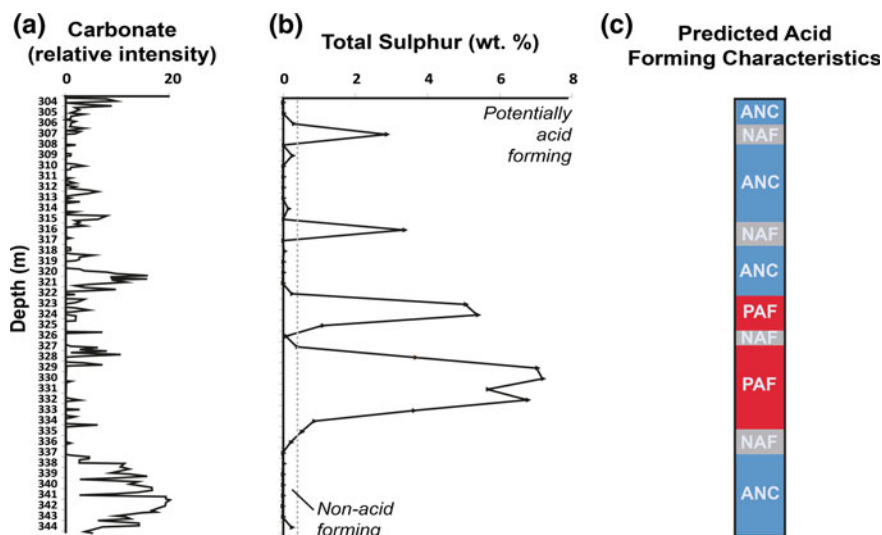 (a)
Carbonate
(relative intensity)
0
20
Depth (m)
304
305
306
307
308
309
310
311
312
313
314
315
316
317
318
319
320
321
322
323
324
325
326
327
328
329
330
331
332
333
334
335
336
337
338
339
340
341
342
343
344
(b)
Total Sulphur (wt. %)
0
2
4
6
8
Potentially
acid
forming
Non-acid
forming
(c)
Predicted Acid
Forming Characteristics
ANC
NAF
ANC
NAF
ANC
PAF
NAF
PAF
NAF
ANC